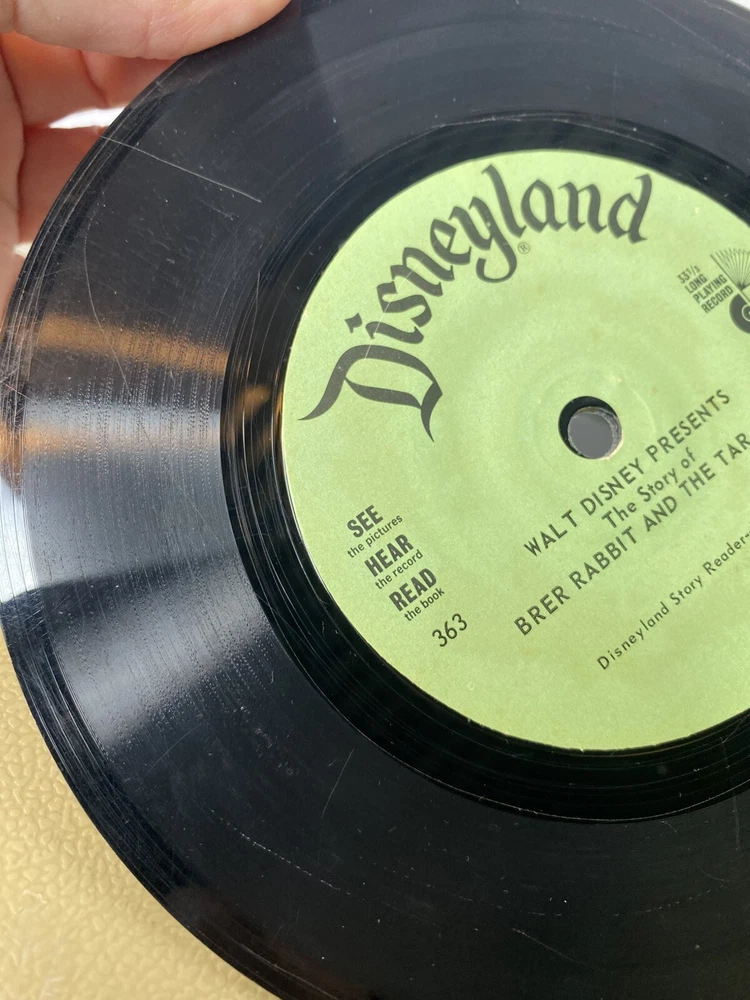 Disneyland®
33⅓
LONG
PLAYING
RECORD
WALT DISNEY PRESENTS
The Story of
BRER RABBIT AND THE TAR
Disneyland Story Reader-
SEE
the pictures
HEAR
the record
READ
the book
363